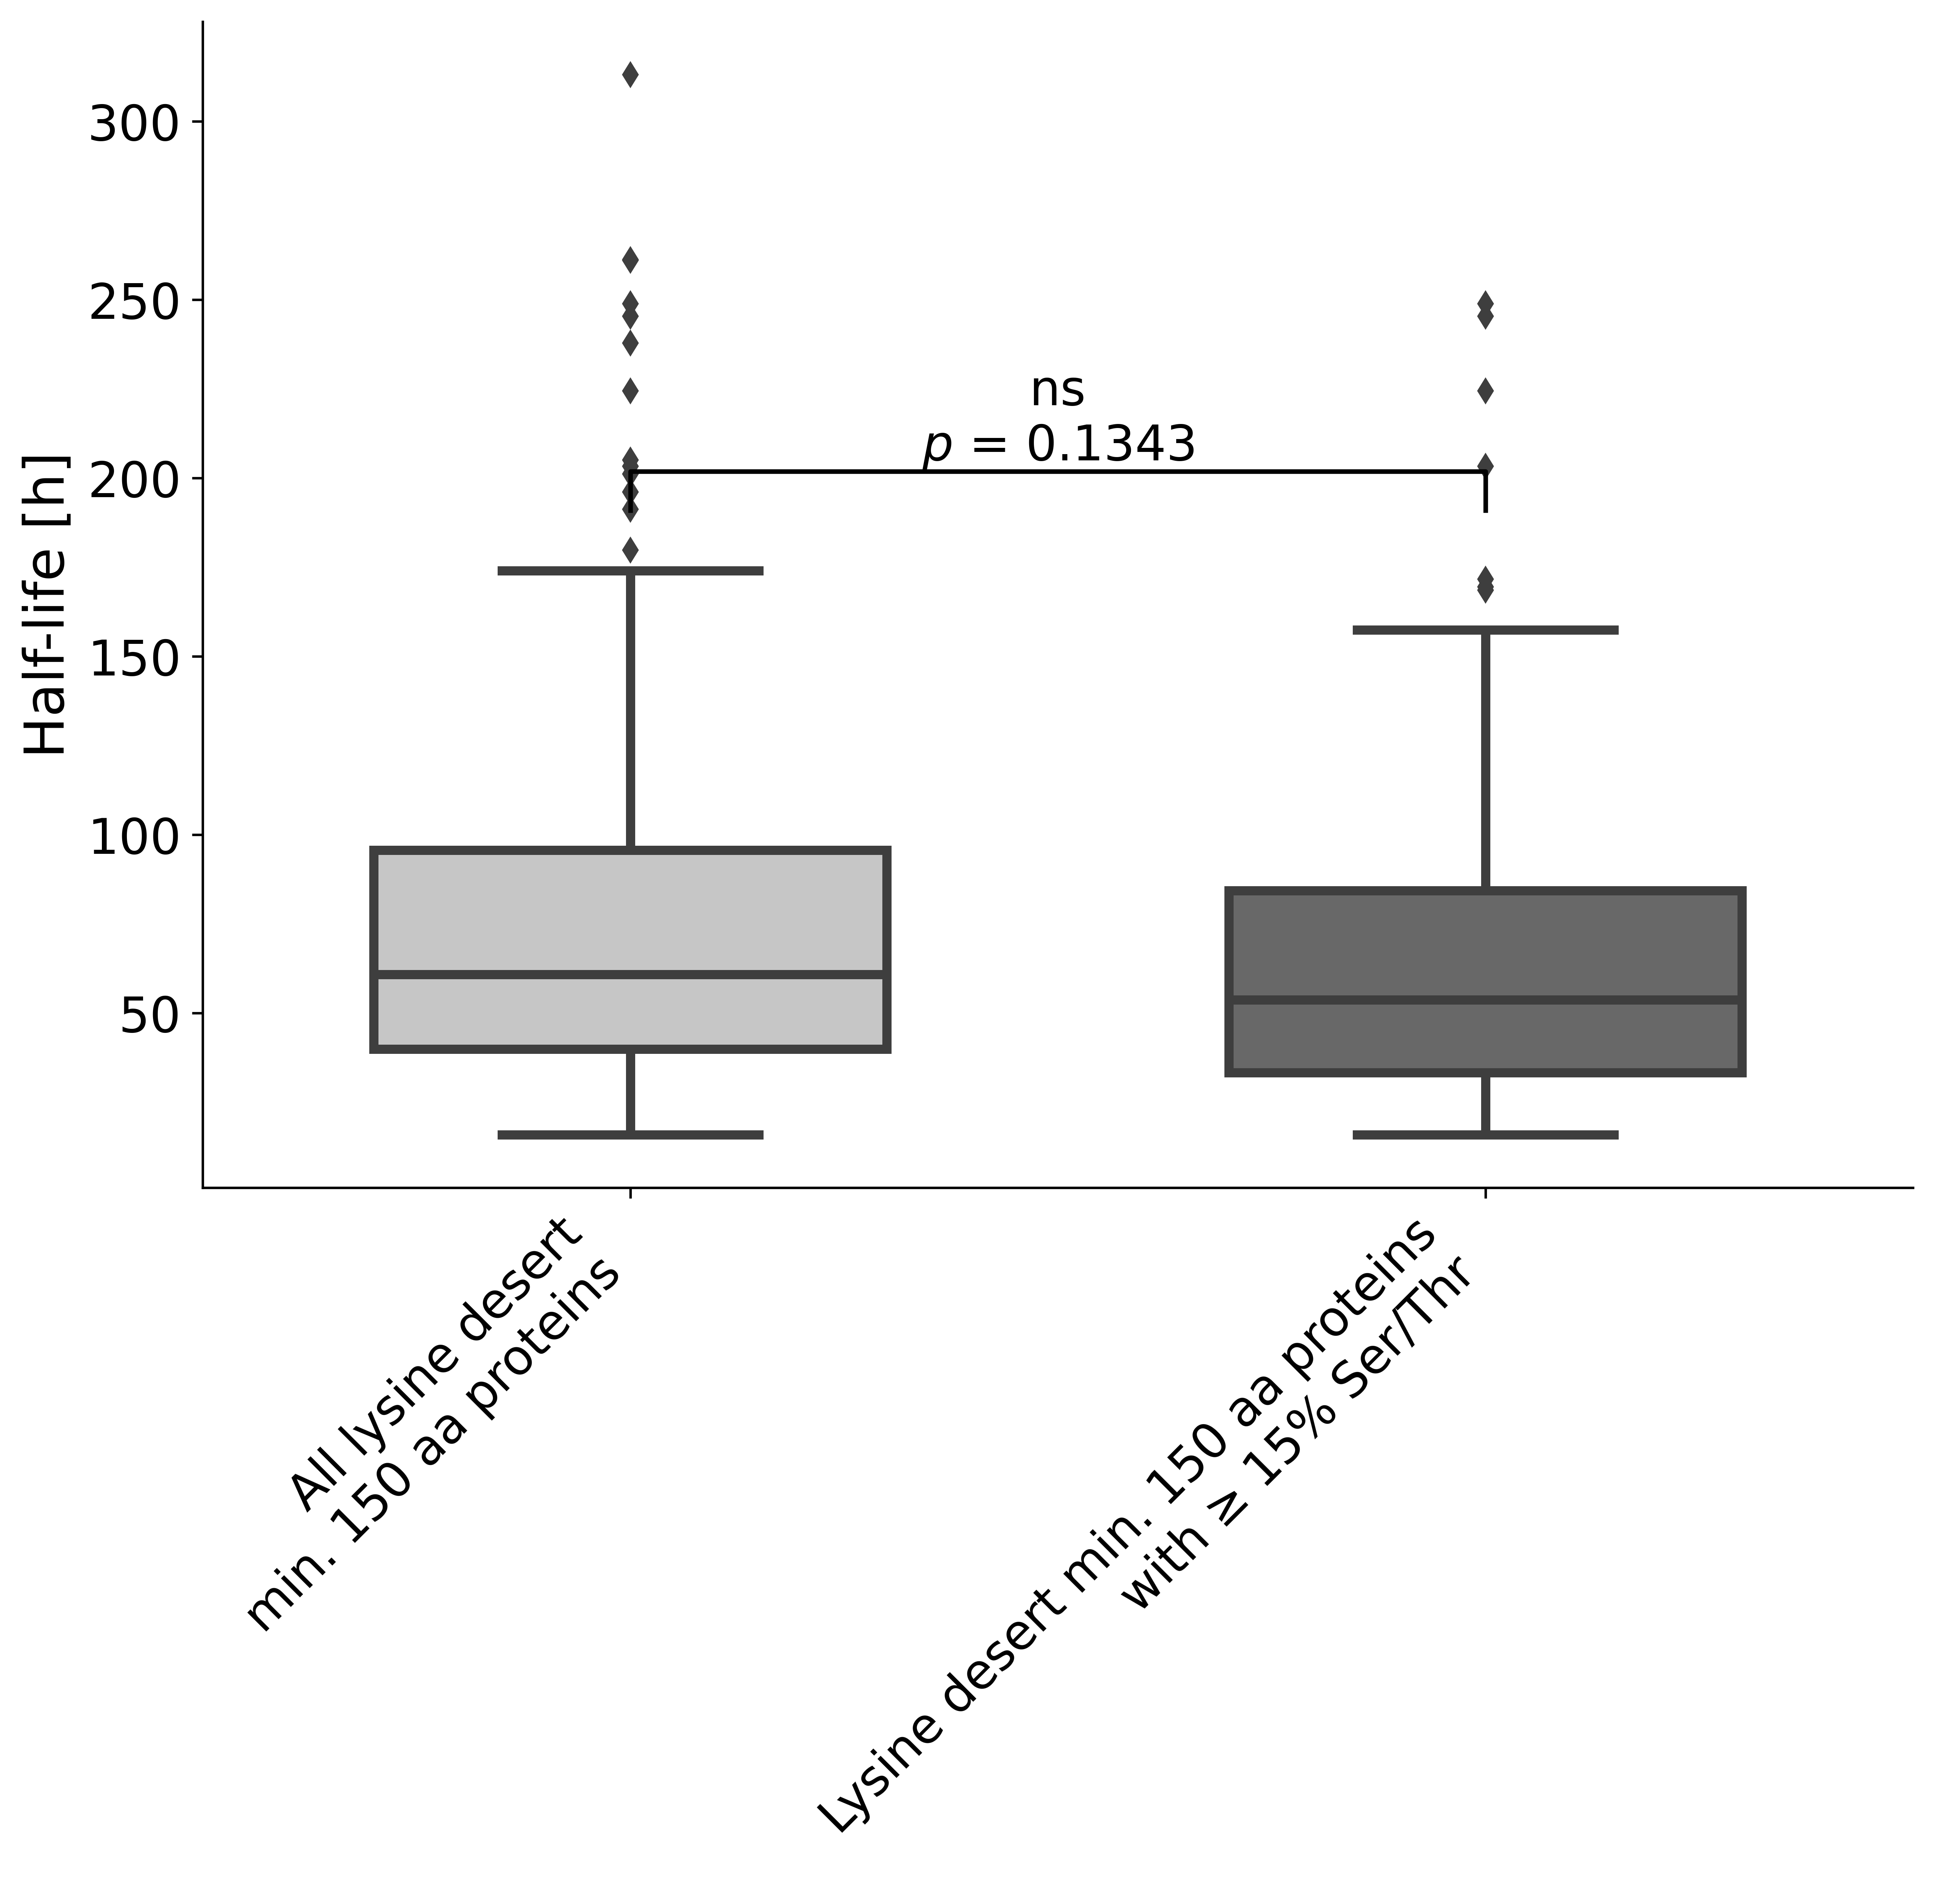 300
250
200
150
100
50
Half-life [h]
ns
p = 0.1343
All lysine desert
min. 150 aa proteins
Lysine desert min. 150 aa proteins
with ≥ 15% Ser/Thr